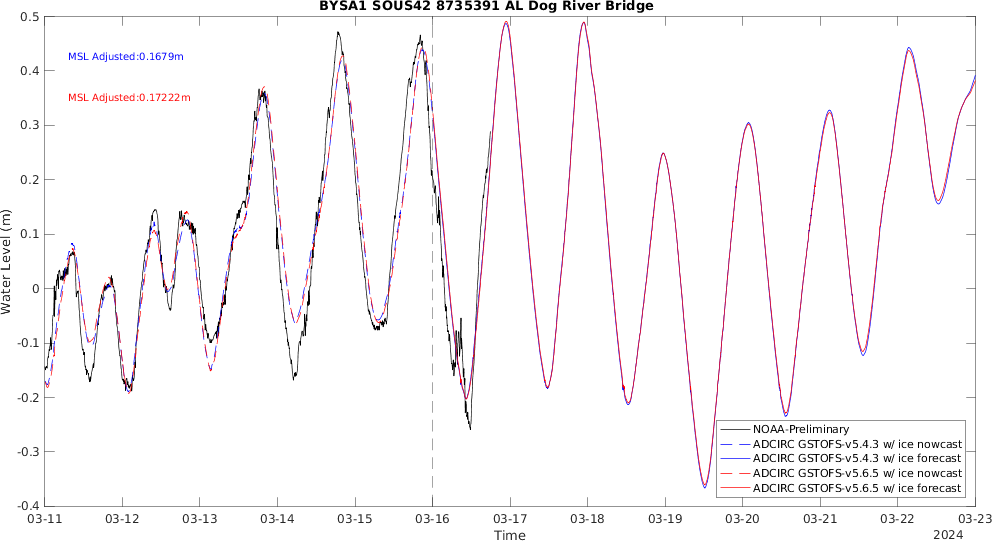 BYSA1 SOUS42 8735391 AL Dog River Bridge
MSL Adjusted:0.1679m
MSL Adjusted:0.17222m
Water Level (m)
0.5
0.4
0.3
0.2
0.1
0
-0.1
-0.2
-0.3
-0.4
NOAA-Preliminary
ADCIRC GSTOFS-v5.4.3 w/ ice nowcast
ADCIRC GSTOFS-v5.4.3 w/ ice forecast
ADCIRC GSTOFS-v5.6.5 w/ ice nowcast
ADCIRC GSTOFS-v5.6.5 w/ ice forecast
03-11 03-12 03-13 03-14 03-15 03-16 03-17 03-18 03-19 03-20 03-21 03-22 03-23
Time
2024